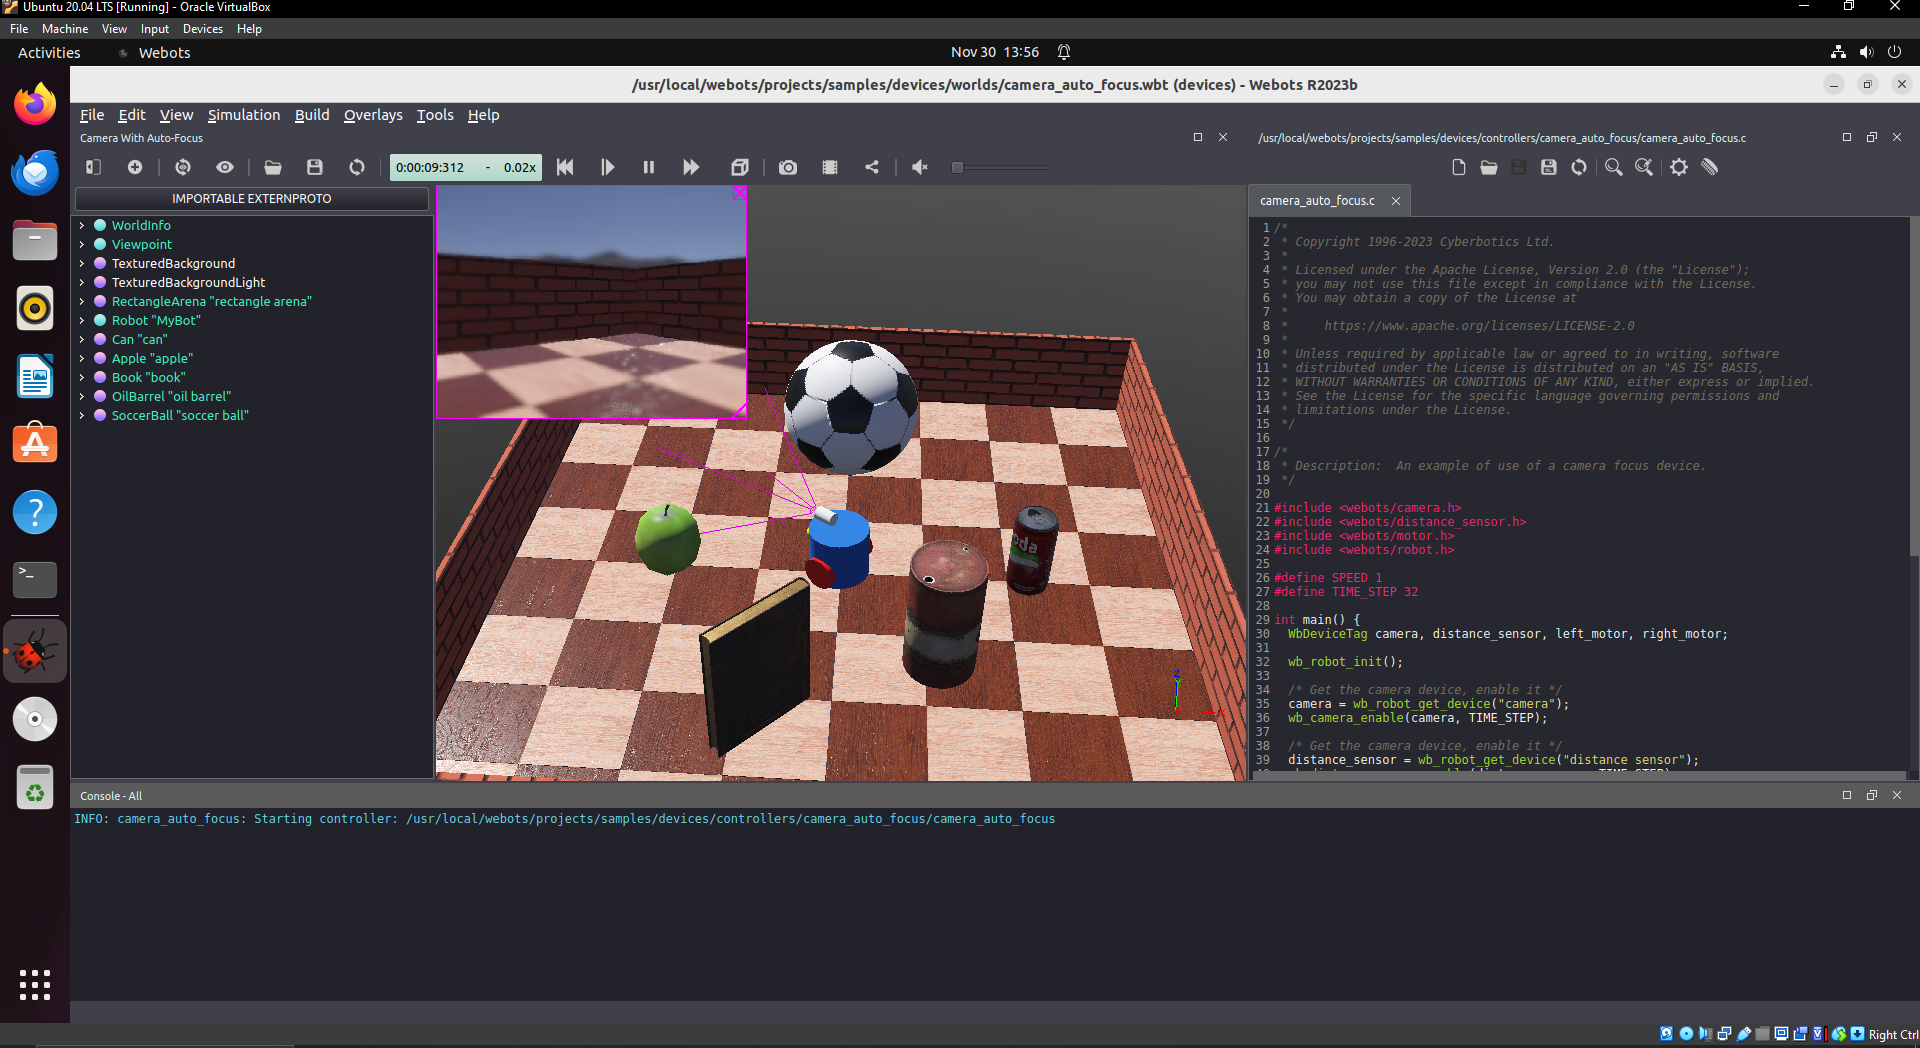 Ubuntu 20.04 LTS [Running] - Oracle VirtualBox
File Machine View Input Devices Help
Activities Webots Nov 30 13:56
/usr/local/webots/projects/samples/devices/worlds/camera_auto_focus.wbt (devices) - Webots R2023b
File Edit View Simulation Build Overlays Tools Help
Camera With Auto-Focus
0:00:09:312 - 0.02x
IMPORTABLE EXTERNPROTO
WorldInfo
Viewpoint
TexturedBackground
TexturedBackgroundLight
RectangleArena "rectangle arena"
Robot "MyBot"
Can "can"
Apple "apple"
Book "book"
OilBarrel "oil barrel"
SoccerBall "soccer ball"
oda
Z
Y
X
/usr/local/webots/projects/samples/devices/controllers/camera_auto_focus/camera_auto_focus.c
camera_auto_focus.c
1 /*
2 * Copyright 1996-2023 Cyberbotics Ltd.
3 *
4 * Licensed under the Apache License, Version 2.0 (the "License");
5 * you may not use this file except in compliance with the License.
6 * You may obtain a copy of the License at
7 *
8 * https://www.apache.org/licenses/LICENSE-2.0
9 *
10 * Unless required by applicable law or agreed to in writing, software
11 * distributed under the License is distributed on an "AS IS" BASIS,
12 * WITHOUT WARRANTIES OR CONDITIONS OF ANY KIND, either express or implied.
13 * See the License for the specific language governing permissions and
14 * limitations under the License.
15 */
16
17 /*
18 * Description: An example of use of a camera focus device.
19 */
20
21 #include <webots/camera.h>
22 #include <webots/distance_sensor.h>
23 #include <webots/motor.h>
24 #include <webots/robot.h>
25
26 #define SPEED 1
27 #define TIME_STEP 32
28
29 int main() {
30 WbDeviceTag camera, distance_sensor, left_motor, right_motor;
31
32 wb_robot_init();
33
34 /* Get the camera device, enable it */
35 camera = wb_robot_get_device("camera");
36 wb_camera_enable(camera, TIME_STEP);
37
38 /* Get the camera device, enable it */
39 distance_sensor = wb_robot_get_device("distance sensor");
Console - All
INFO: camera_auto_focus: Starting controller: /usr/local/webots/projects/samples/devices/controllers/camera_auto_focus/camera_auto_focus
Right Ctrl